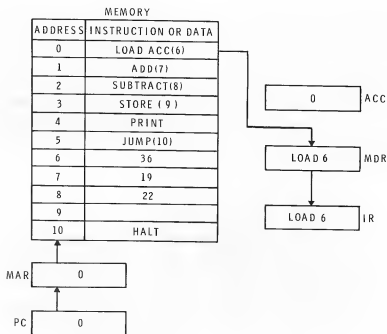 MEMORY
ADDRESS INSTRUCTION OR DATA
0 LOAD ACC(6)
1 ADD(7)
2 SUBTRACT(8)
3 STORE (9)
4 PRINT
5 JUMP(10)
6 36
7 19
8 22
9
10 HALT
0 ACC
LOAD 6 MDR
LOAD 6 IR
MAR 0
PC 0